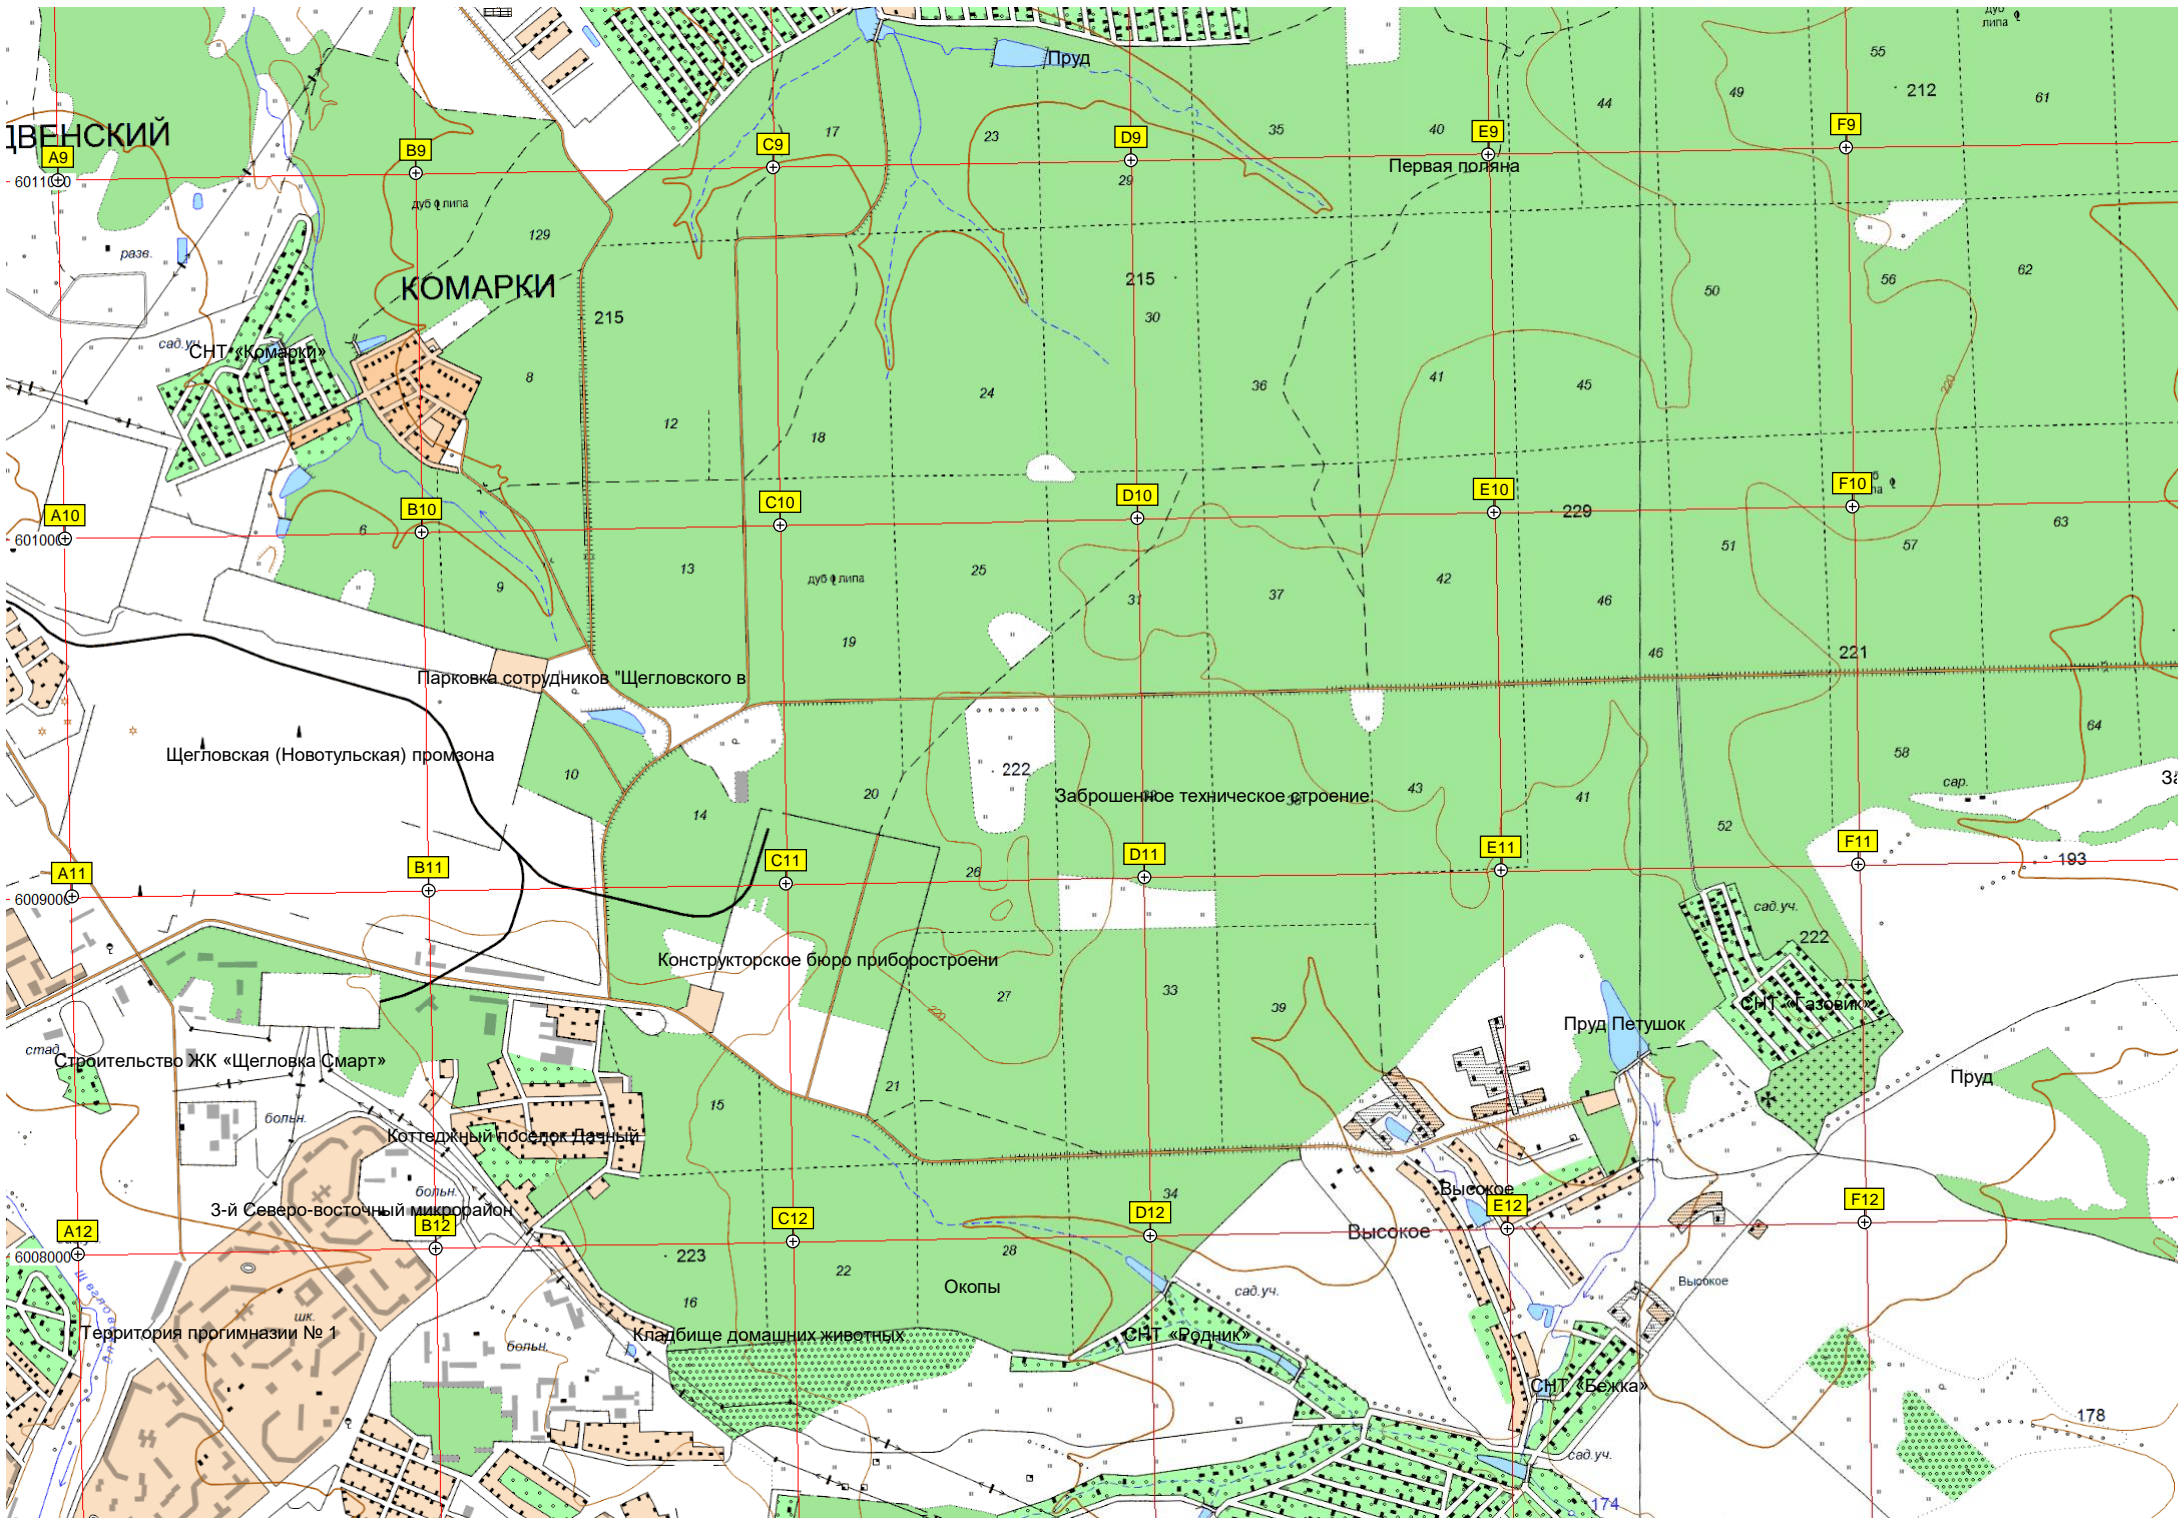 дуб
липа
55
Пруд
44
49
212
61
ДВЕНСКИЙ
17
23
35
40
A9
B9
C9
D9
E9
F9
Первая поляна
6011000
29
дуб липа
129
разв.
КОМАРКИ
215
215
30
50
56
62
сад.уч.
СНТ «Комарки»
8
24
36
41
45
220
12
18
A10
B10
C10
D10
E10
F10
6010000
6
229
51
57
63
13
дуб липа
25
9
31
37
42
46
19
46
221
Парковка сотрудников "Щегловского в
64
Щегловская (Новотульская) промзона
10
222
58
сар.
14
20
Заброшенное техническое строение
43
41
52
A11
B11
C11
D11
E11
F11
6009000
26
193
сад.уч.
222
Конструкторское бюро приборостроени
27
33
39
220
СНТ «Газовик»
Пруд Петушок
стад.
Строительство ЖК «Щегловка Смарт»
21
Пруд
15
больн.
Коттеджный поселок Дачный
больн.
34
Высокое
3-й Северо-восточный микрорайон
A12
B12
C12
D12
E12
F12
Высокое
6008000
223
28
22
Окопы
сад.уч.
Высокое
16
шк.
Территория прогимназии № 1
Кладбище домашних животных
СНТ «Родник»
больн.
СНТ «Бежка»
178
сад.уч.
174